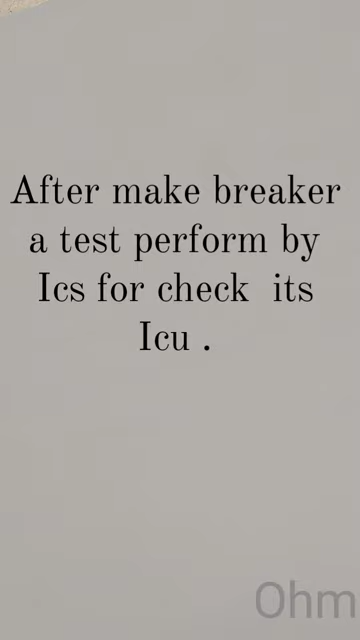 After make breaker
a test perform by
Ics for check its
Icu .
Ohm